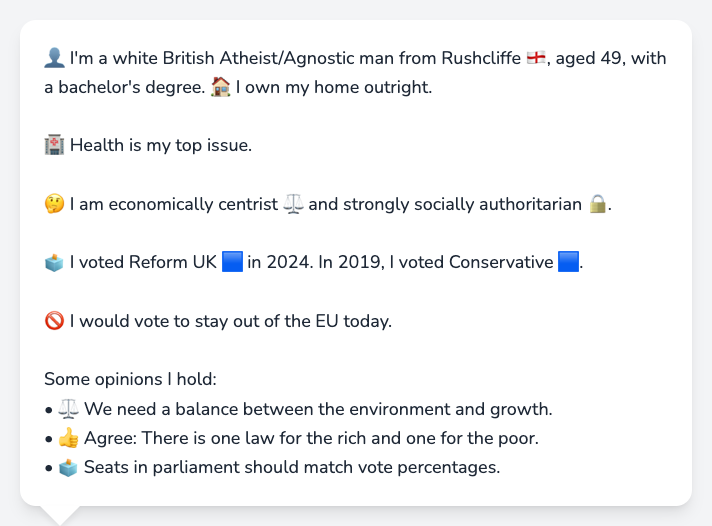 👤 I'm a white British Atheist/Agnostic man from Rushcliffe 🏴󠁧󠁢󠁥󠁮󠁧󠁿, aged 49, with
a bachelor's degree. 🏠 I own my home outright.
🏥 Health is my top issue.
🤔 I am economically centrist ⚖️ and strongly socially authoritarian 🔒.
🗳️ I voted Reform UK 🟦 in 2024. In 2019, I voted Conservative 🟦.
🚫 I would vote to stay out of the EU today.
Some opinions I hold:
• ⚖️ We need a balance between the environment and growth.
• 👍 Agree: There is one law for the rich and one for the poor.
• 🗳️ Seats in parliament should match vote percentages.